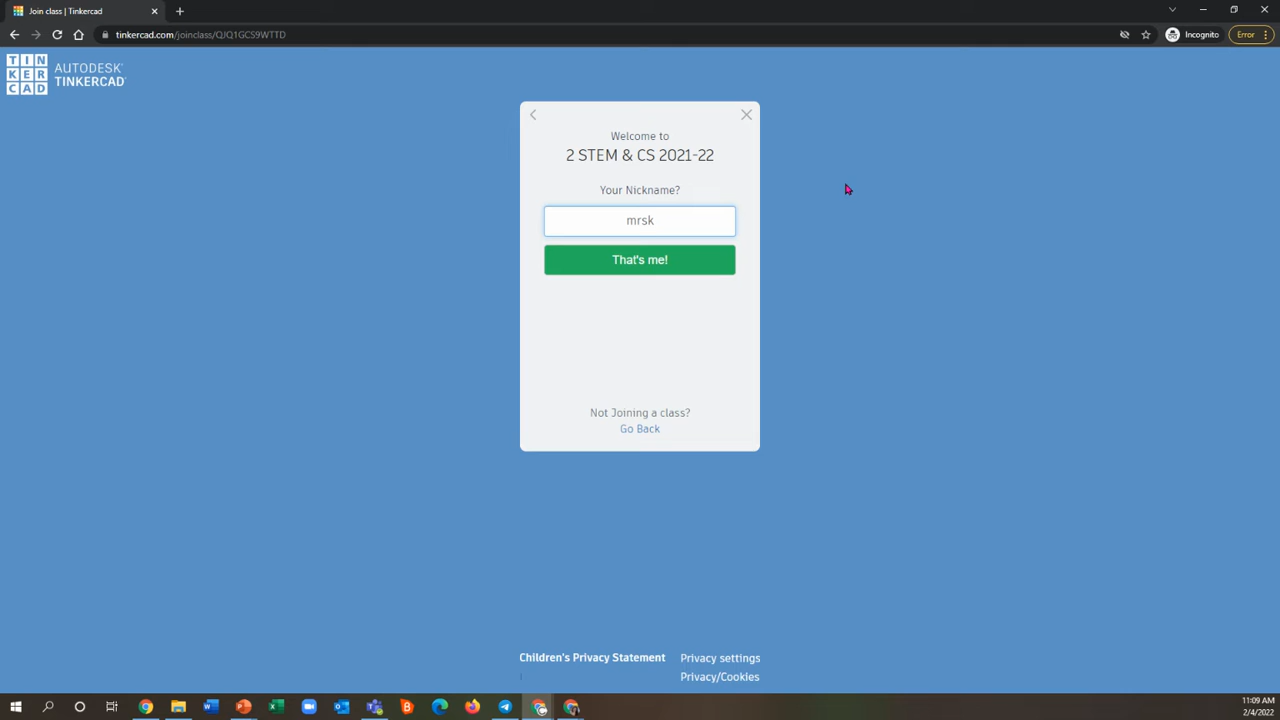 Join class | Tinkercad
tinkercad.com/joinclass/QJQ1GCS9WTTD
Incognito
Error
TIN
KER
CAD
AUTODESK
TINKERCAD
Welcome to
2 STEM & CS 2021-22
Your Nickname?
mrsk
That's me!
Not Joining a class?
Go Back
Children's Privacy Statement
Privacy settings
Privacy/Cookies
11:09 AM
2/4/2022